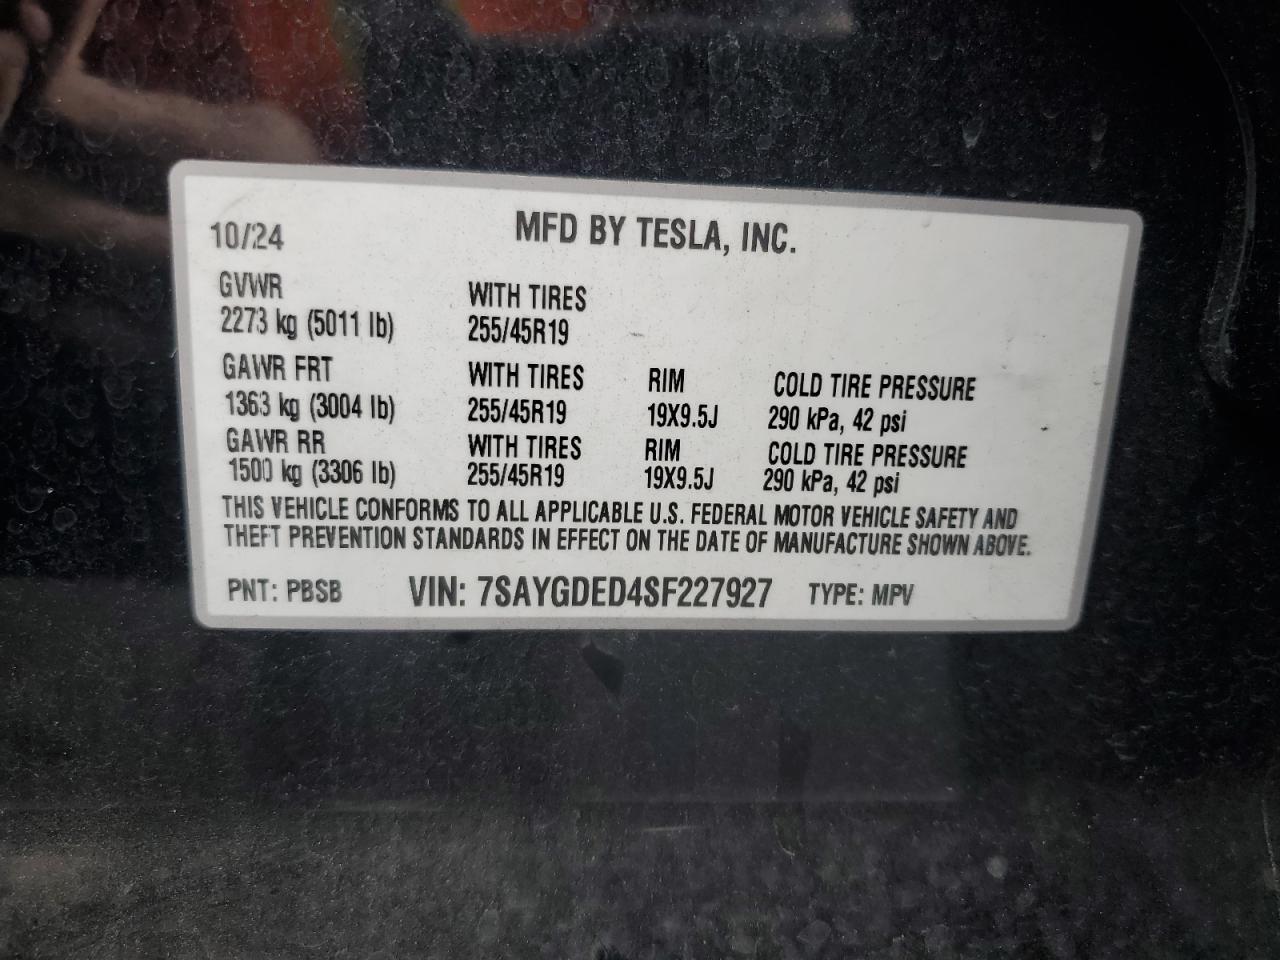 10/24 MFD BY TESLA, INC.
GVWR WITH TIRES
2273 kg (5011 lb) 255/45R19
GAWR FRT WITH TIRES RIM COLD TIRE PRESSURE
1363 kg (3004 lb) 255/45R19 19X9.5J 290 kPa, 42 psi
GAWR RR WITH TIRES RIM COLD TIRE PRESSURE
1500 kg (3306 lb) 255/45R19 19X9.5J 290 kPa, 42 psi
THIS VEHICLE CONFORMS TO ALL APPLICABLE U.S. FEDERAL MOTOR VEHICLE SAFETY AND
THEFT PREVENTION STANDARDS IN EFFECT ON THE DATE OF MANUFACTURE SHOWN ABOVE.
PNT: PBSB VIN: 7SAYGDED4SF227927 TYPE: MPV